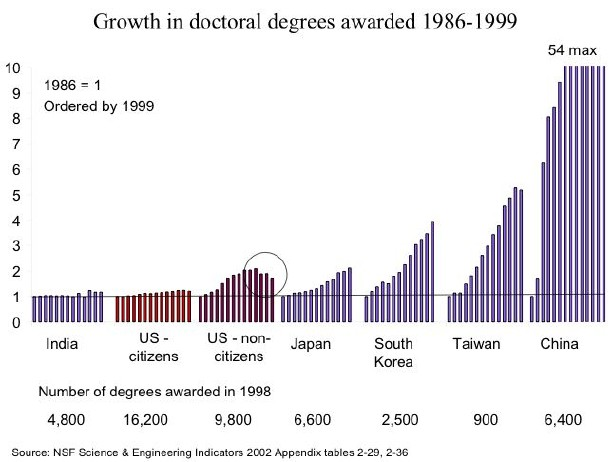 Growth in doctoral degrees awarded 1986-1999
54 max
10
1986 = 1
9
Ordered by 1999
8
7
6
5
4
3
2
1
0
India
US - citizens
US - non-citizens
Japan
South Korea
Taiwan
China
Number of degrees awarded in 1998
4,800 16,200 9,800 6,600 2,500 900 6,400
Source: NSF Science & Engineering Indicators 2002 Appendix tables 2-29, 2-36